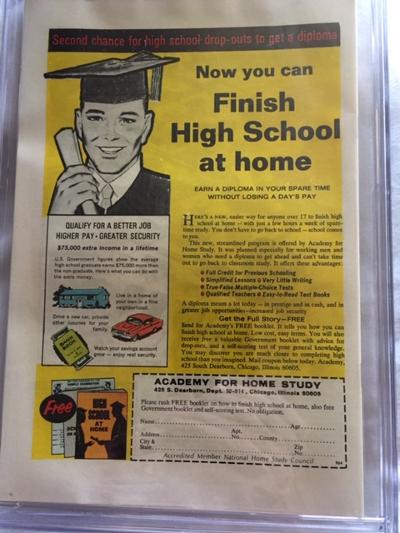 Second chance for high school drop-outs to get a diploma
Now you can
Finish
High School
at home
EARN A DIPLOMA IN YOUR SPARE TIME
WITHOUT LOSING A DAY'S PAY
QUALIFY FOR A BETTER JOB
HIGHER PAY • GREATER SECURITY
$75,000 extra income in a lifetime
U.S. Government figures show the average
high school graduate earns $75,000 more than
the non-graduate. Here's what you can do with
the extra money.
Live in a home of
your own in a fine
neighborhood.
Drive a new car, provide
other luxuries for your
family.
Watch your savings account
grow — enjoy real security.
HERE'S A NEW, easier way for anyone over 17 to finish high
school at home — with just a few hours a week of spare-
time study. You don't have to go back to school — school comes
to you.
This new, streamlined program is offered by Academy for
Home Study. It was planned especially for working men and
women who need a diploma to get ahead and can't take time
out to go back to classroom study. It offers these advantages:
Full Credit for Previous Schooling
Simplified Lessons Very Little Writing
True-False Multiple-Choice Tests
Qualified Teachers Easy-to-Read Text Books
A diploma means a lot today — in prestige and in cash, and in
greater job opportunities—increased job security
Get the Full Story—FREE
Send for Academy's FREE booklet. It tells you how you can
finish high school at home. Low cost, easy terms. You will also
receive free a valuable Government booklet with advice for
drop-outs, and a self-scoring test of your general knowledge.
You may discover you are much closer to completing high
school than you imagined. Mail coupon below today. Academy,
425 South Dearborn, Chicago, Illinois 60605.
Free
HIGH
SCHOOL
AT
HOME
ACADEMY FOR HOME STUDY
425 S. Dearborn, Dept. Chicago, Illinois 60605
Please rush FREE booklet on how to finish high school at home, also free
Government booklet and self-scoring test. No obligation.
Name Age
Address Apt. No. County
City &
State Zip No.
Accredited Member National Home Study Council